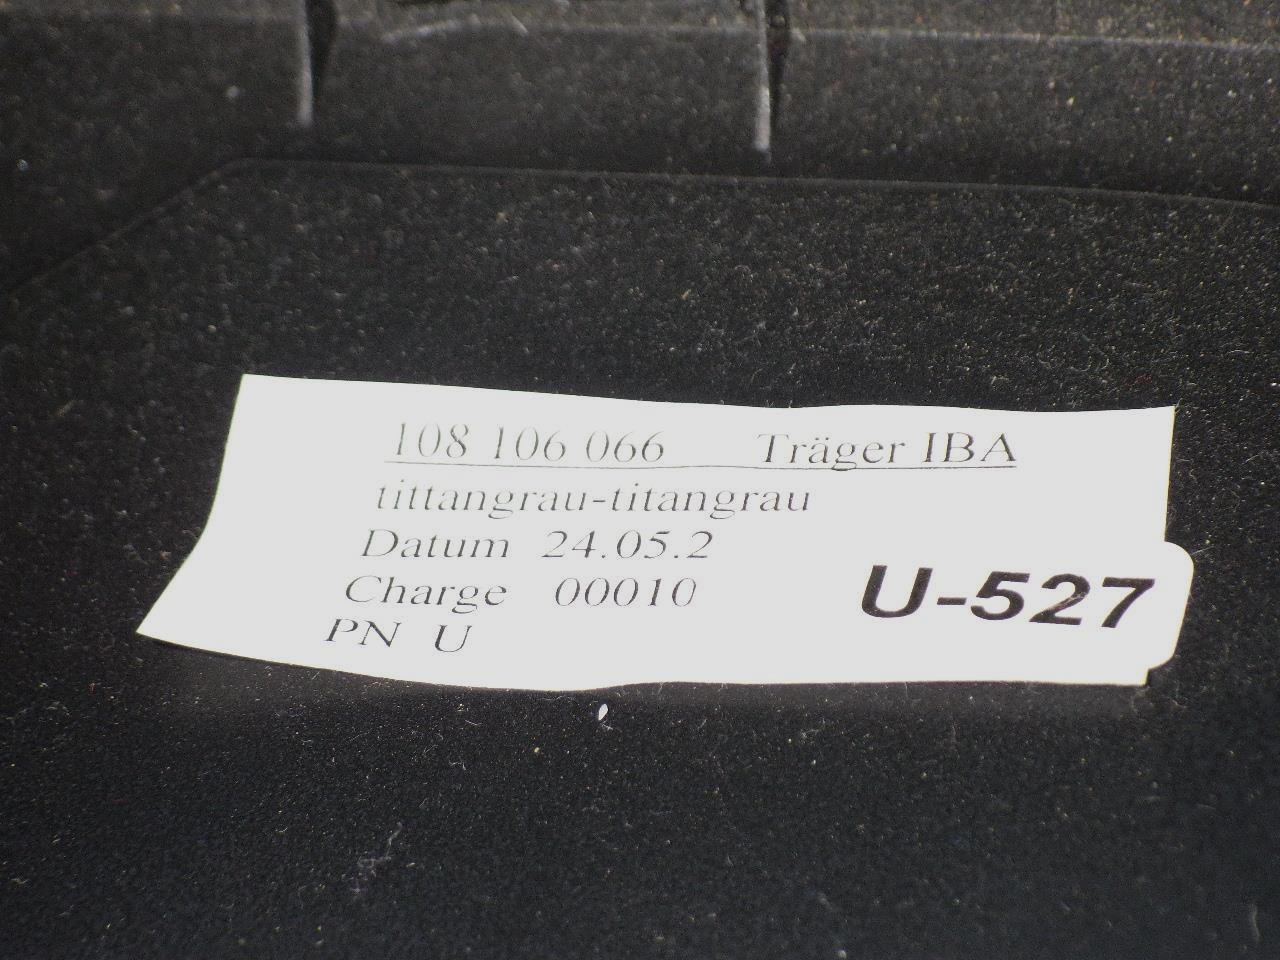 108 106 066 Träger IBA
tittangrau-titangrau
Datum 24.05.2
Charge 00010
PN U
U-527